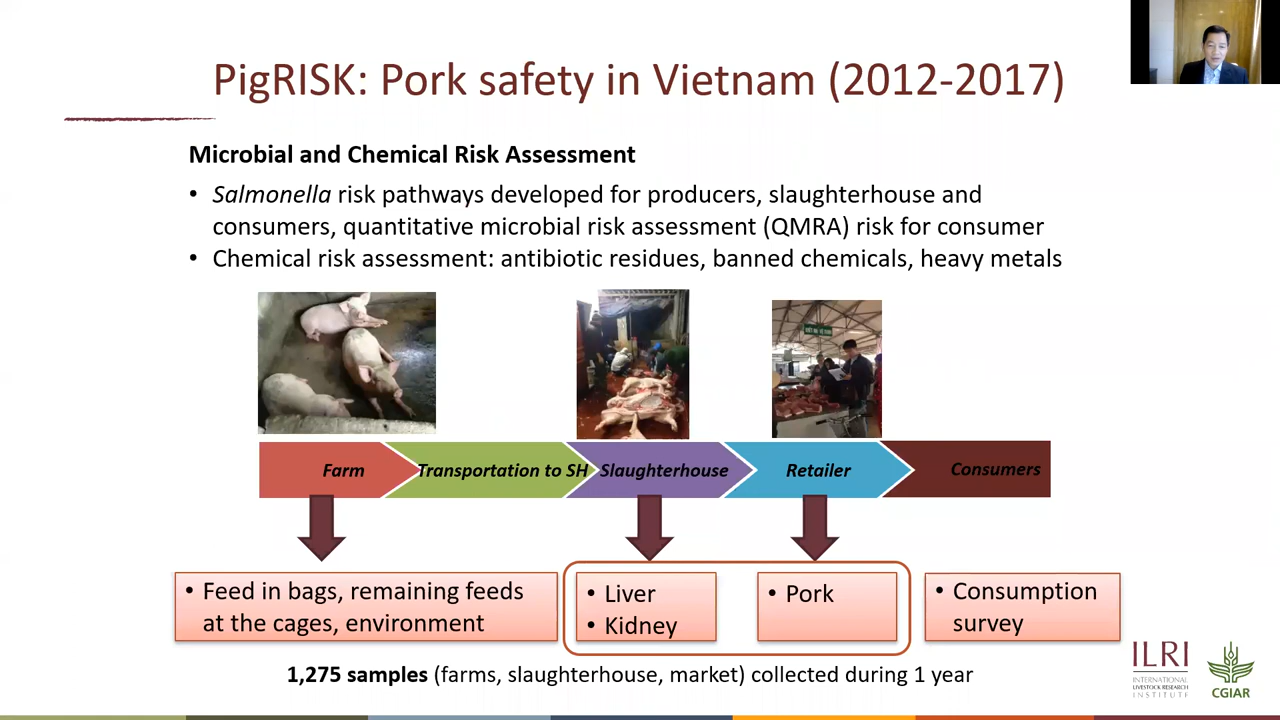 PigRISK: Pork safety in Vietnam (2012-2017)
Microbial and Chemical Risk Assessment
• Salmonella risk pathways developed for producers, slaughterhouse and
consumers, quantitative microbial risk assessment (QMRA) risk for consumer
• Chemical risk assessment: antibiotic residues, banned chemicals, heavy metals
Farm
Transportation to SH
Slaughterhouse
Retailer
Consumers
• Feed in bags, remaining feeds
at the cages, environment
• Liver
• Kidney
• Pork
• Consumption
survey
1,275 samples (farms, slaughterhouse, market) collected during 1 year
ILRI
INTERNATIONAL
LIVESTOCK RESEARCH
INSTITUTE
CGIAR